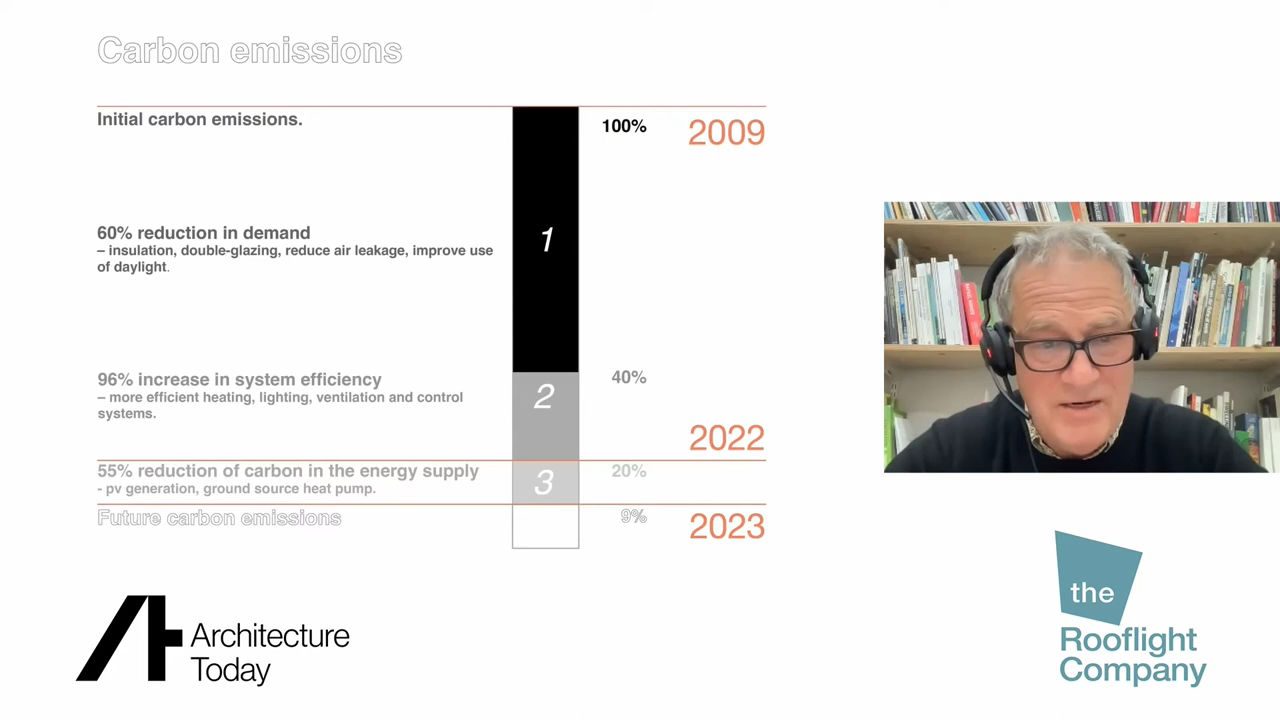 Carbon emissions
Initial carbon emissions.
100%
2009
60% reduction in demand
– insulation, double-glazing, reduce air leakage, improve use
of daylight.
1
96% increase in system efficiency
– more efficient heating, lighting, ventilation and control
systems.
2
40%
2022
55% reduction of carbon in the energy supply
- pv generation, ground source heat pump.
3
20%
Future carbon emissions
9%
2023
Architecture
Today
the
Rooflight
Company